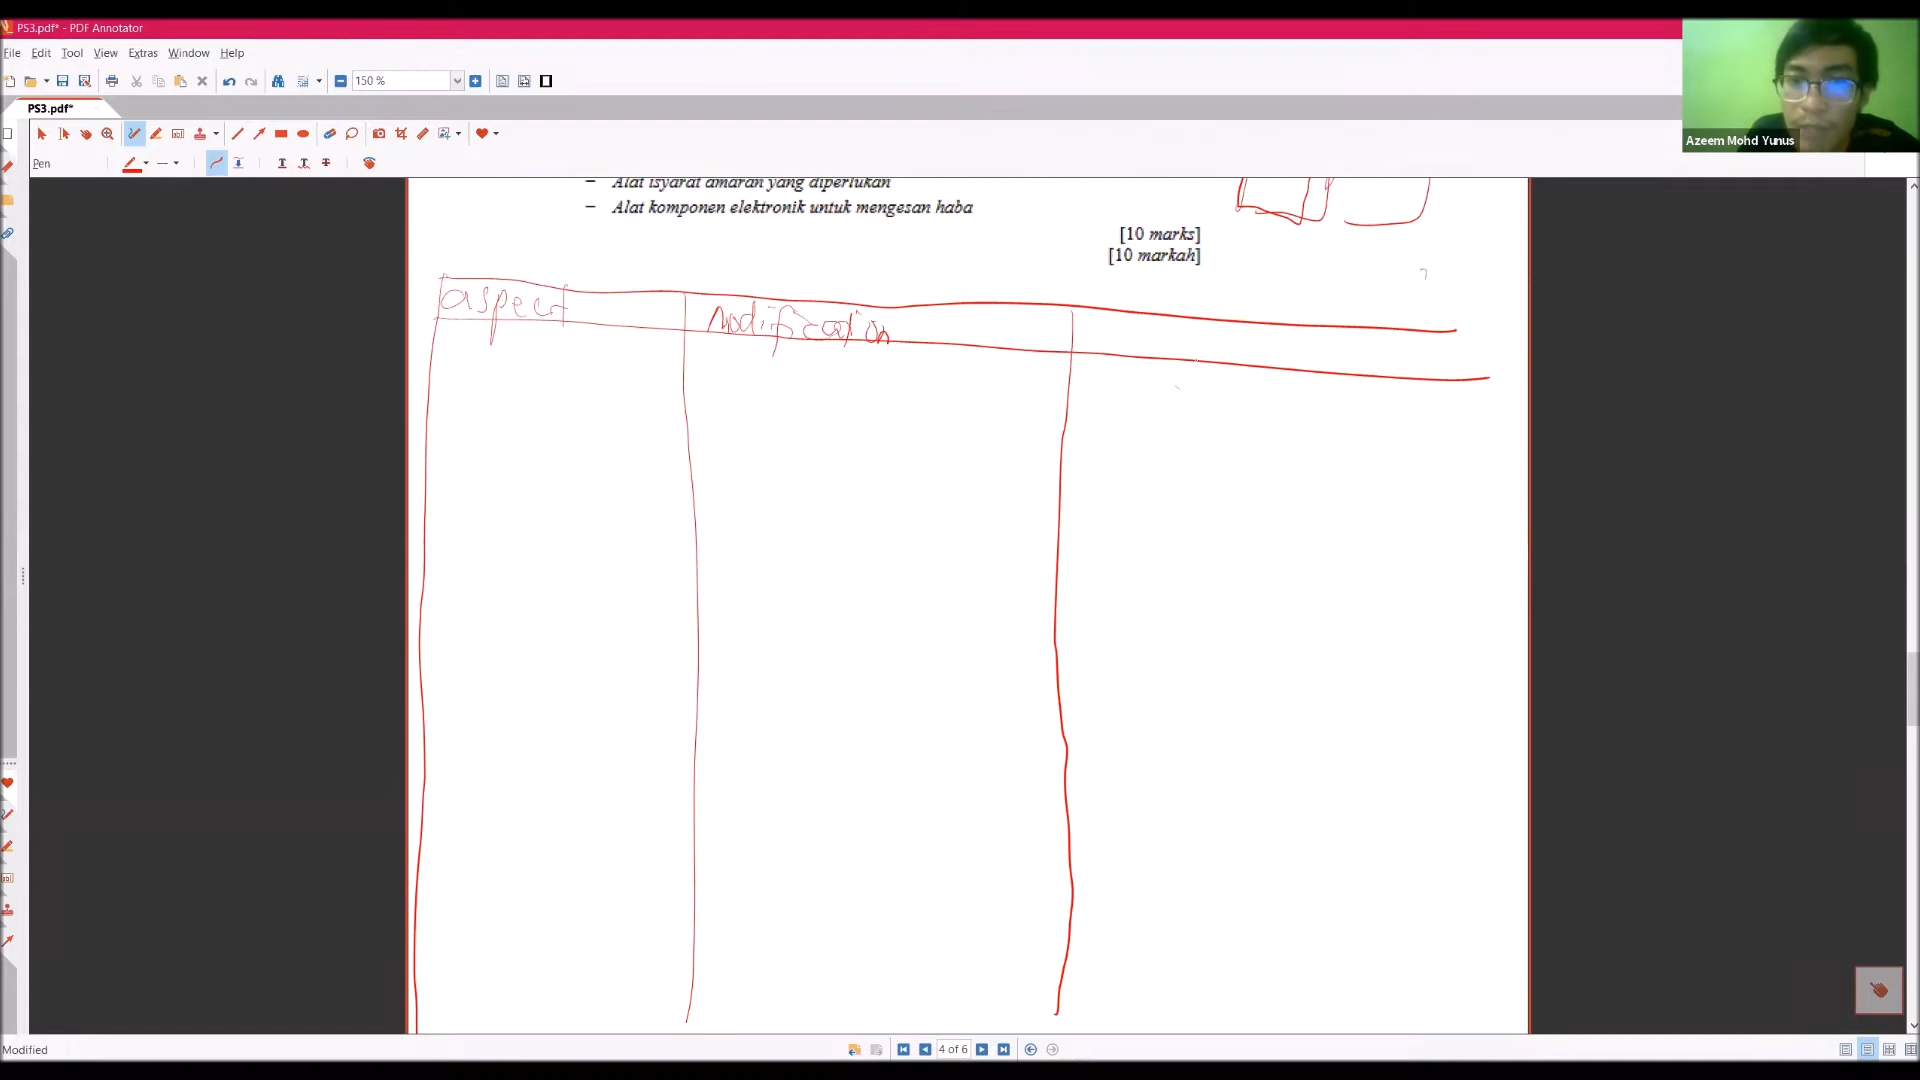 PS3.pdf* - PDF Annotator
File Edit Tool View Extras Window Help
150 %
PS3.pdf*
Pen
Azeem Mohd Yunus
– Alat isyarat amaran yang diperlukan
– Alat komponen elektronik untuk mengesan haba
[10 marks]
[10 markah]
aspect
Modification
Modified
4 of 6